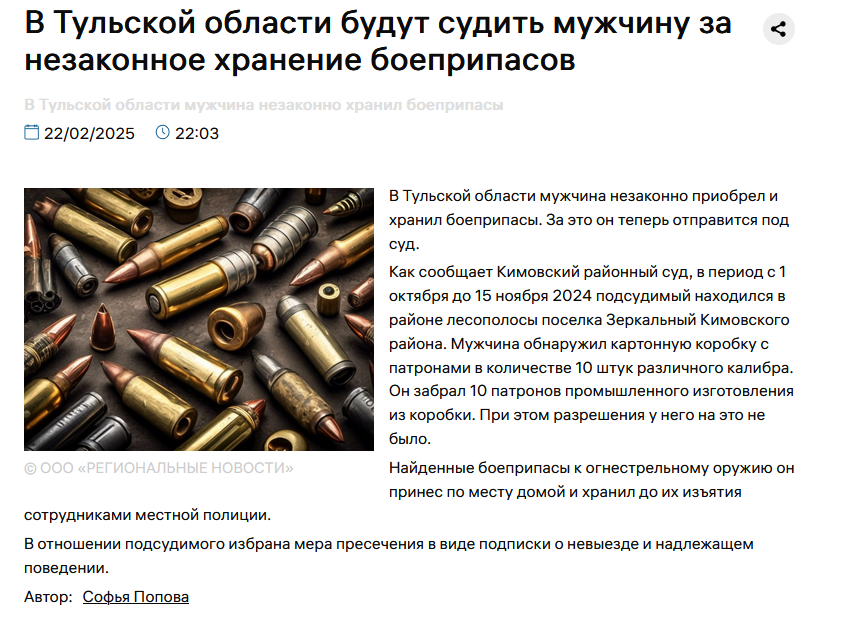 В Тульской области будут судить мужчину за
незаконное хранение боеприпасов
В Тульской области мужчина незаконно хранил боеприпасы
22/02/2025 22:03
В Тульской области мужчина незаконно приобрел и
хранил боеприпасы. За это он теперь отправится под
суд.
Как сообщает Кимовский районный суд, в период с 1
октября до 15 ноября 2024 подсудимый находился в
районе лесополосы поселка Зеркальный Кимовского
района. Мужчина обнаружил картонную коробку с
патронами в количестве 10 штук различного калибра.
Он забрал 10 патронов промышленного изготовления
из коробки. При этом разрешения у него на это не
было.
© ООО «РЕГИОНАЛЬНЫЕ НОВОСТИ»
Найденные боеприпасы к огнестрельному оружию он
принес по месту домой и хранил до их изъятия
сотрудниками местной полиции.
В отношении подсудимого избрана мера пресечения в виде подписки о невыезде и надлежащем
поведении.
Автор: Софья Попова